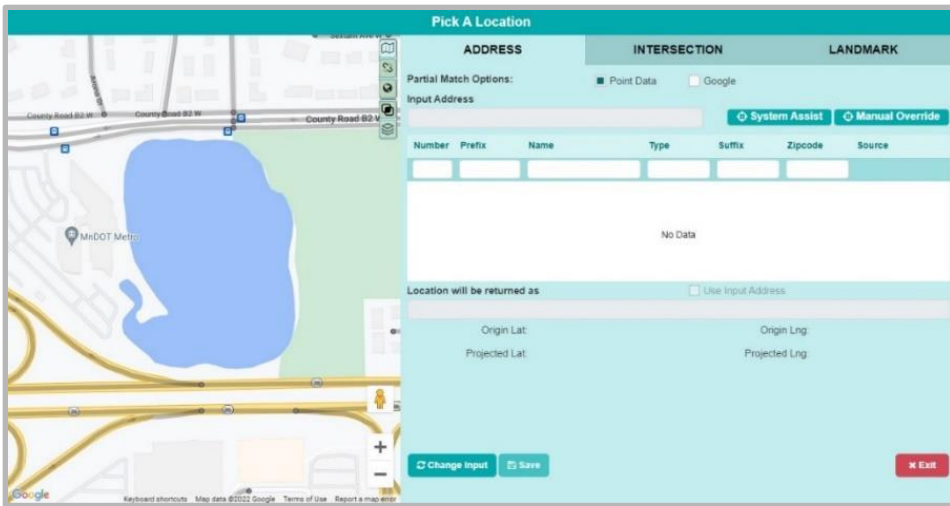 Pick A Location
ADDRESS
INTERSECTION
LANDMARK
Partial Match Options:
Point Data
Google
Input Address
System Assist
Manual Override
Number Prefix Name Type Suffix Zipcode Source
No Data
Location will be returned as
Use Input Address
Origin Lat:
Origin Lng:
Projected Lat:
Projected Lng:
Change Input
Save
Exit
County Road B2 W
County Road B2 W
County Road B2 W
MnDOT Metro
36
36
36
Google
Keyboard shortcuts Map data ©2022 Google Terms of Use Report a map error